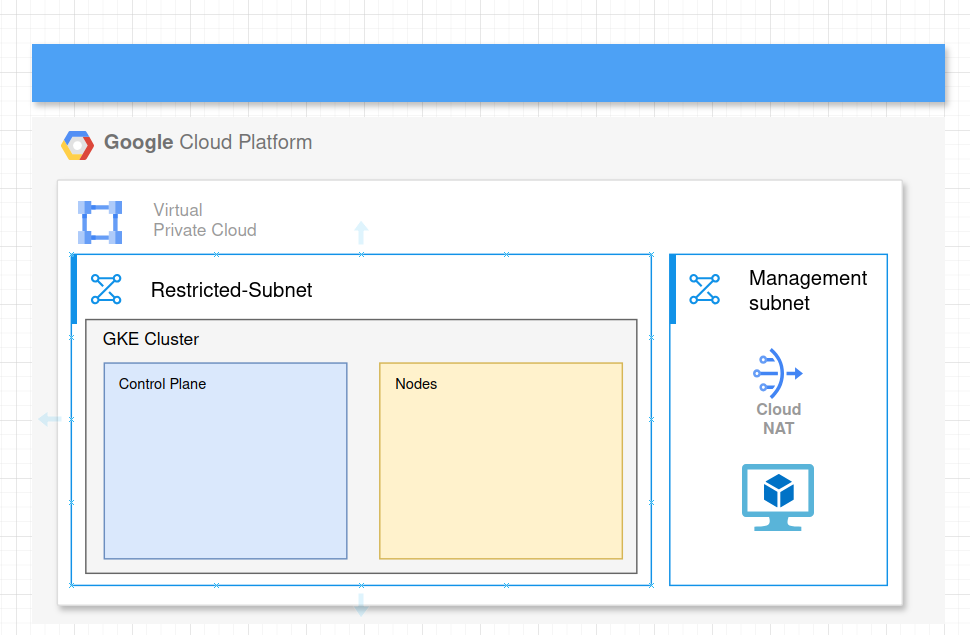 Google Cloud Platform
Virtual
Private Cloud
Restricted-Subnet
GKE Cluster
Control Plane
Nodes
Management
subnet
Cloud
NAT